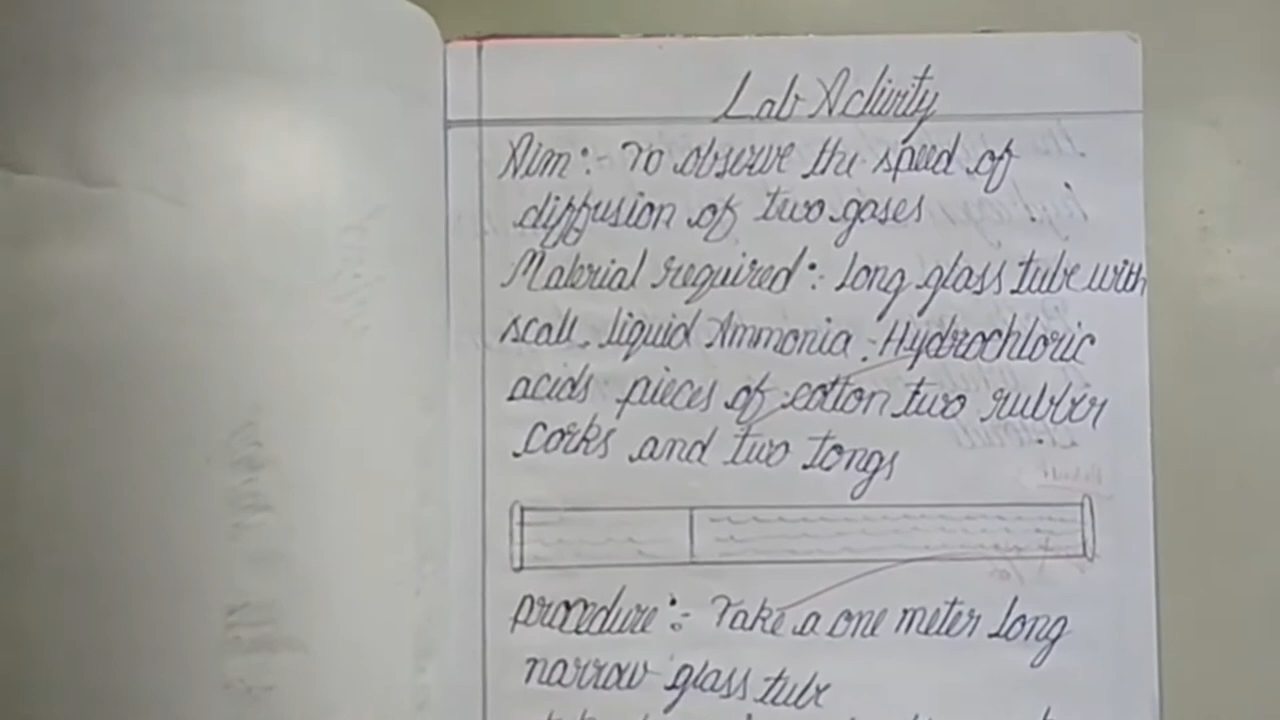 Lab Activity
Aim:- To observe the speed of
diffusion of two gases
Material required:- Long glass tube with
scale, liquid Ammonia, Hydrochloric
acids pieces of cotton two rubber
corks and two tongs
procedure:- Take a one meter long
narrow glass tube